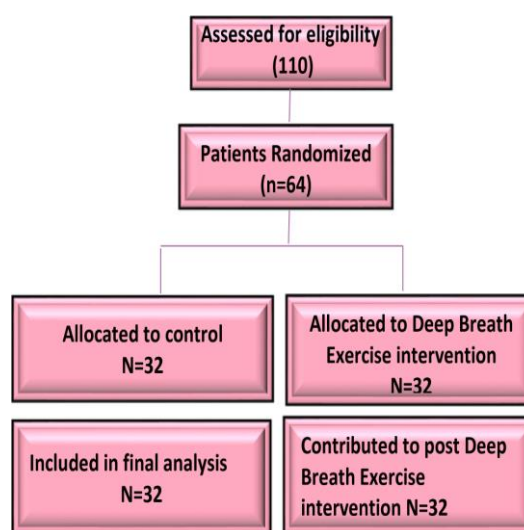 Assessed for eligibility
(110)
Patients Randomized
(n=64)
Allocated to control
N=32
Allocated to Deep Breath
Exercise intervention
N=32
Included in final analysis
N=32
Contributed to post Deep
Breath Exercise
intervention N=32